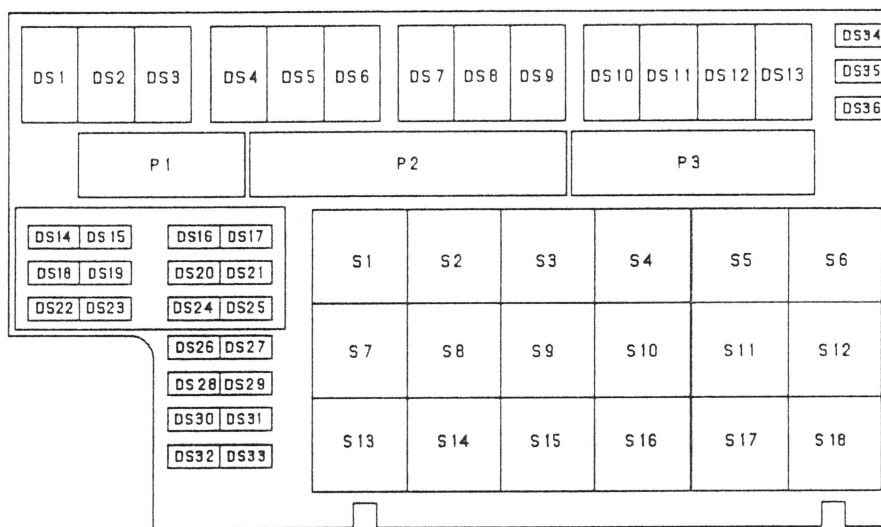 DS1 DS2 DS3 DS4 DS5 DS6 DS7 DS8 DS9 DS10 DS11 DS12 DS13 DS34
DS35
DS36
P1 P2 P3
DS14 DS15 DS16 DS17
DS18 DS19 DS20 DS21
DS22 DS23 DS24 DS25
DS26 DS27
DS28 DS29
DS30 DS31
DS32 DS33
S1 S2 S3 S4 S5 S6
S7 S8 S9 S10 S11 S12
S13 S14 S15 S16 S17 S18